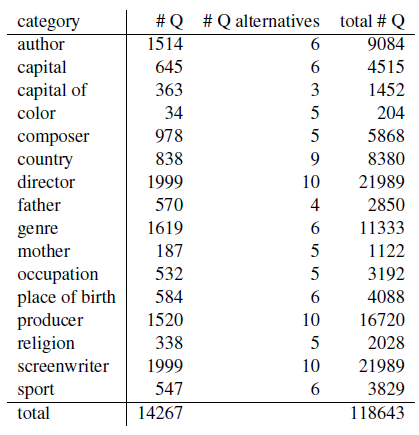 category # Q # Q alternatives total # Q
author 1514 6 9084
capital 645 6 4515
capital of 363 3 1452
color 34 5 204
composer 978 5 5868
country 838 9 8380
director 1999 10 21989
father 570 4 2850
genre 1619 6 11333
mother 187 5 1122
occupation 532 5 3192
place of birth 584 6 4088
producer 1520 10 16720
religion 338 5 2028
screenwriter 1999 10 21989
sport 547 6 3829
total 14267 118643